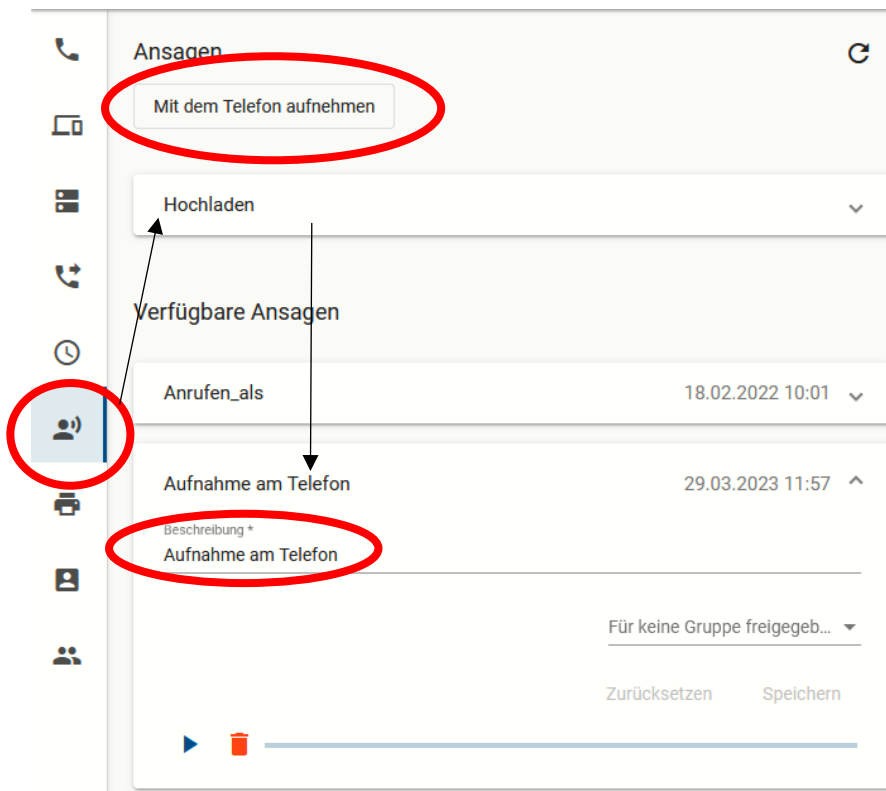 Ansagen
Mit dem Telefon aufnehmen
Hochladen
Verfügbare Ansagen
Anrufen_als 18.02.2022 10:01
Aufnahme am Telefon 29.03.2023 11:57
Beschreibung *
Aufnahme am Telefon
Für keine Gruppe freigegeb...
Zurücksetzen Speichern